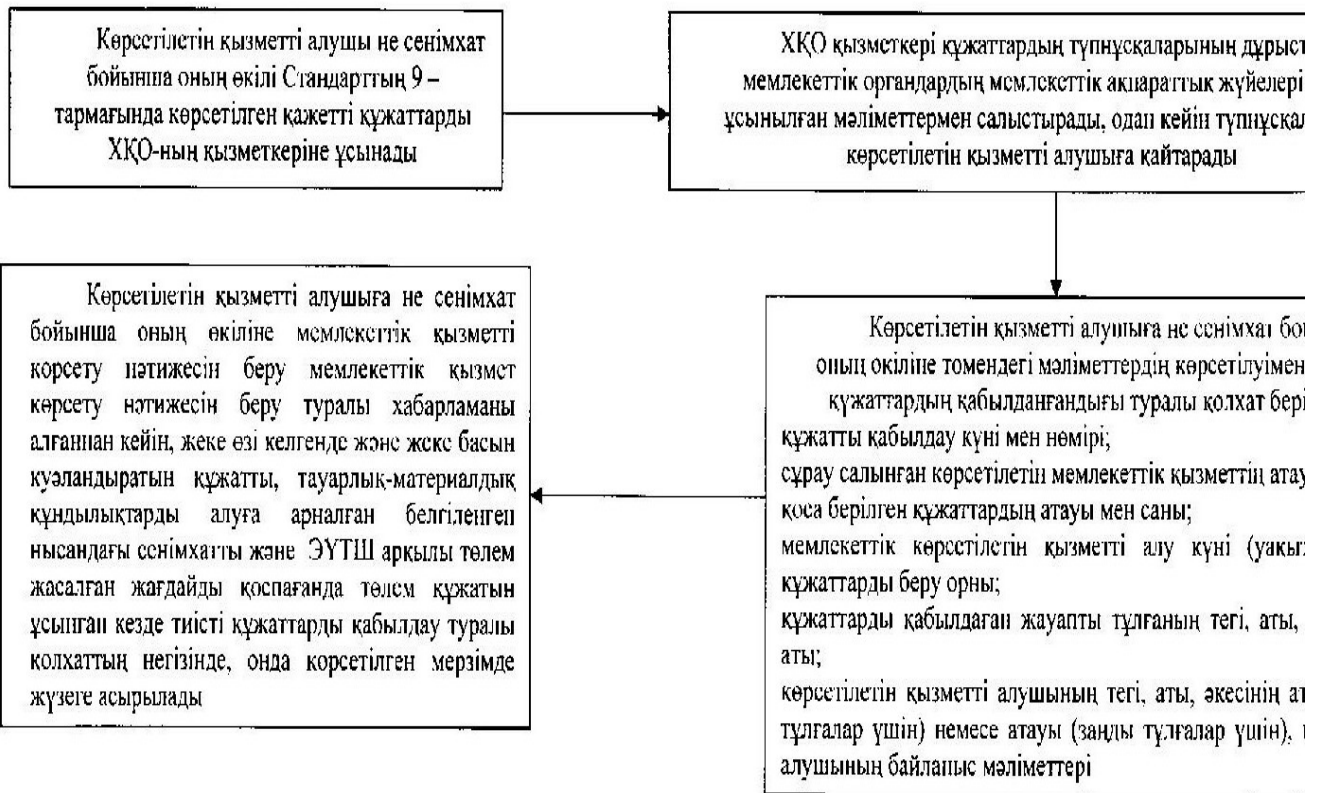 Көрсетілетін қызметті алушы не сенімхат
бойынша оның өкілі Стандарттың 9 –
тармағында көрсетілген қажетті құжаттарды
ХҚО-ның қызметкеріне ұсынады
ХҚО қызметкері құжаттардың түпнұсқаларының дұрыст
мемлекеттік органдардың мемлекеттік ақпараттық жүйелері
ұсынылған мәліметтермен салыстырады, одан кейін түпнұсқал
көрсетілетін қызметті алушыға қайтарады
Көрсетілетін қызметті алушыға не сенімхат бо
оның өкіліне төмендегі мәліметтердің көрсетілуімен
құжаттардың қабылданғандығы туралы қолхат бері
құжатты қабылдау күні мен нөмірі;
сұрау салынған көрсетілетін мемлекеттік қызметтің атау
қоса берілген құжаттардың атауы мен саны;
мемлекеттік көрсетілетін қызметті алу күні (уақы
құжаттарды беру орны;
құжаттарды қабылдаған жауапты тұлғаның тегі, аты,
аты;
көрсетілетін қызметті алушының тегі, аты, әкесінің ат
тұлғалар үшін) немесе атауы (заңды тұлғалар үшін),
алушының байланыс мәліметтері
Көрсетілетін қызметті алушыға не сенімхат
бойынша оның өкіліне мемлекеттік қызметті
көрсету нәтижесін беру мемлекеттік қызмет
көрсету нәтижесін беру туралы хабарламаны
алғаннан кейін, жеке өзі келгенде және жеке басын
куәландыратын құжатты, тауарлық-материалдық
құндылықтарды алуға арналған белгіленген
нысандағы сенімхатты және ЭҮТШ арқылы төлем
жасалған жағдайды қоспағанда төлем құжатын
ұсынған кезде тиісті құжаттарды қабылдау туралы
қолхаттың негізінде, онда көрсетілген мерзімде
жүзеге асырылады